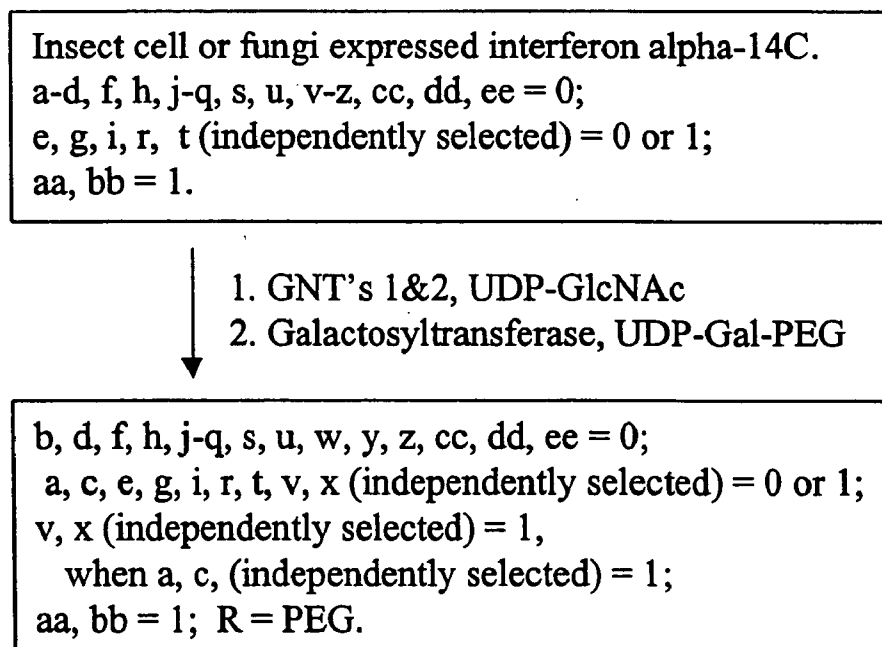 Insect cell or fungi expressed interferon alpha-14C.
a-d, f, h, j-q, s, u, v-z, cc, dd, ee = 0;
e, g, i, r, t (independently selected) = 0 or 1;
aa, bb = 1.
1. GNT's 1&2, UDP-GlcNAc
2. Galactosyltransferase, UDP-Gal-PEG
b, d, f, h, j-q, s, u, w, y, z, cc, dd, ee = 0;
a, c, e, g, i, r, t, v, x (independently selected) = 0 or 1;
v, x (independently selected) = 1,
when a, c, (independently selected) = 1;
aa, bb = 1; R = PEG.